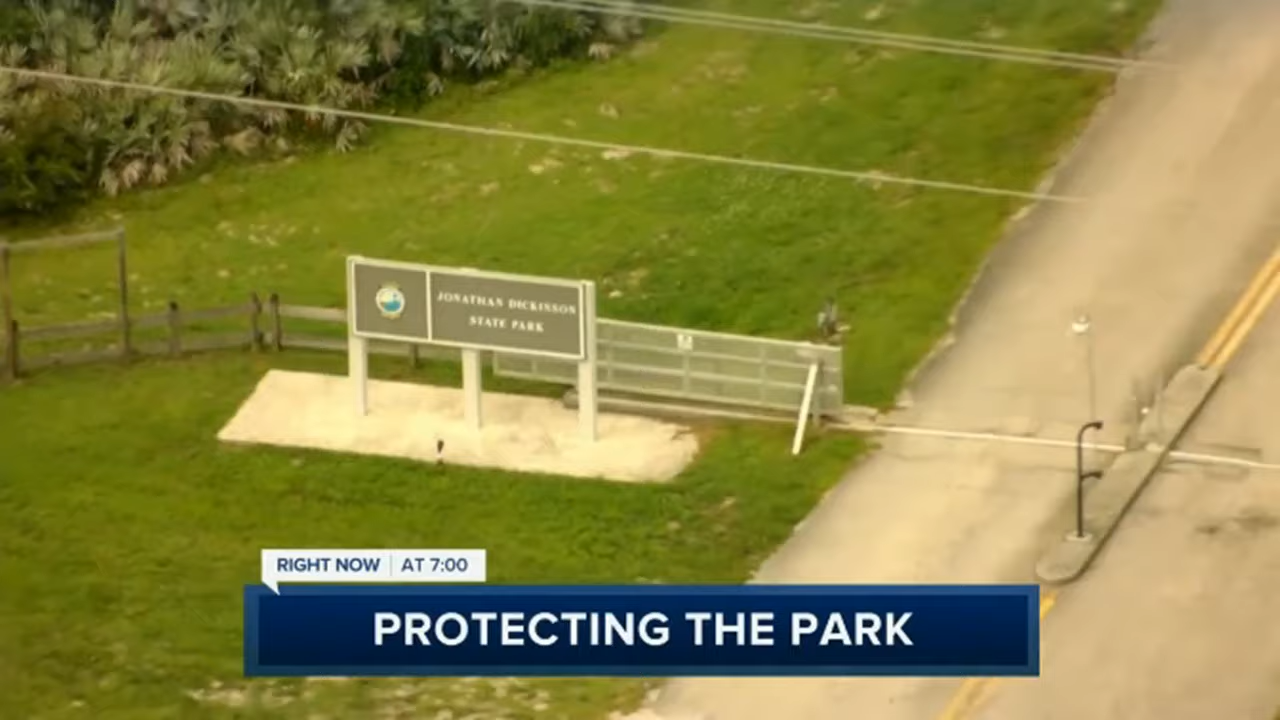 JONATHAN DICKINSON
STATE PARK
RIGHT NOW AT 7:00
PROTECTING THE PARK